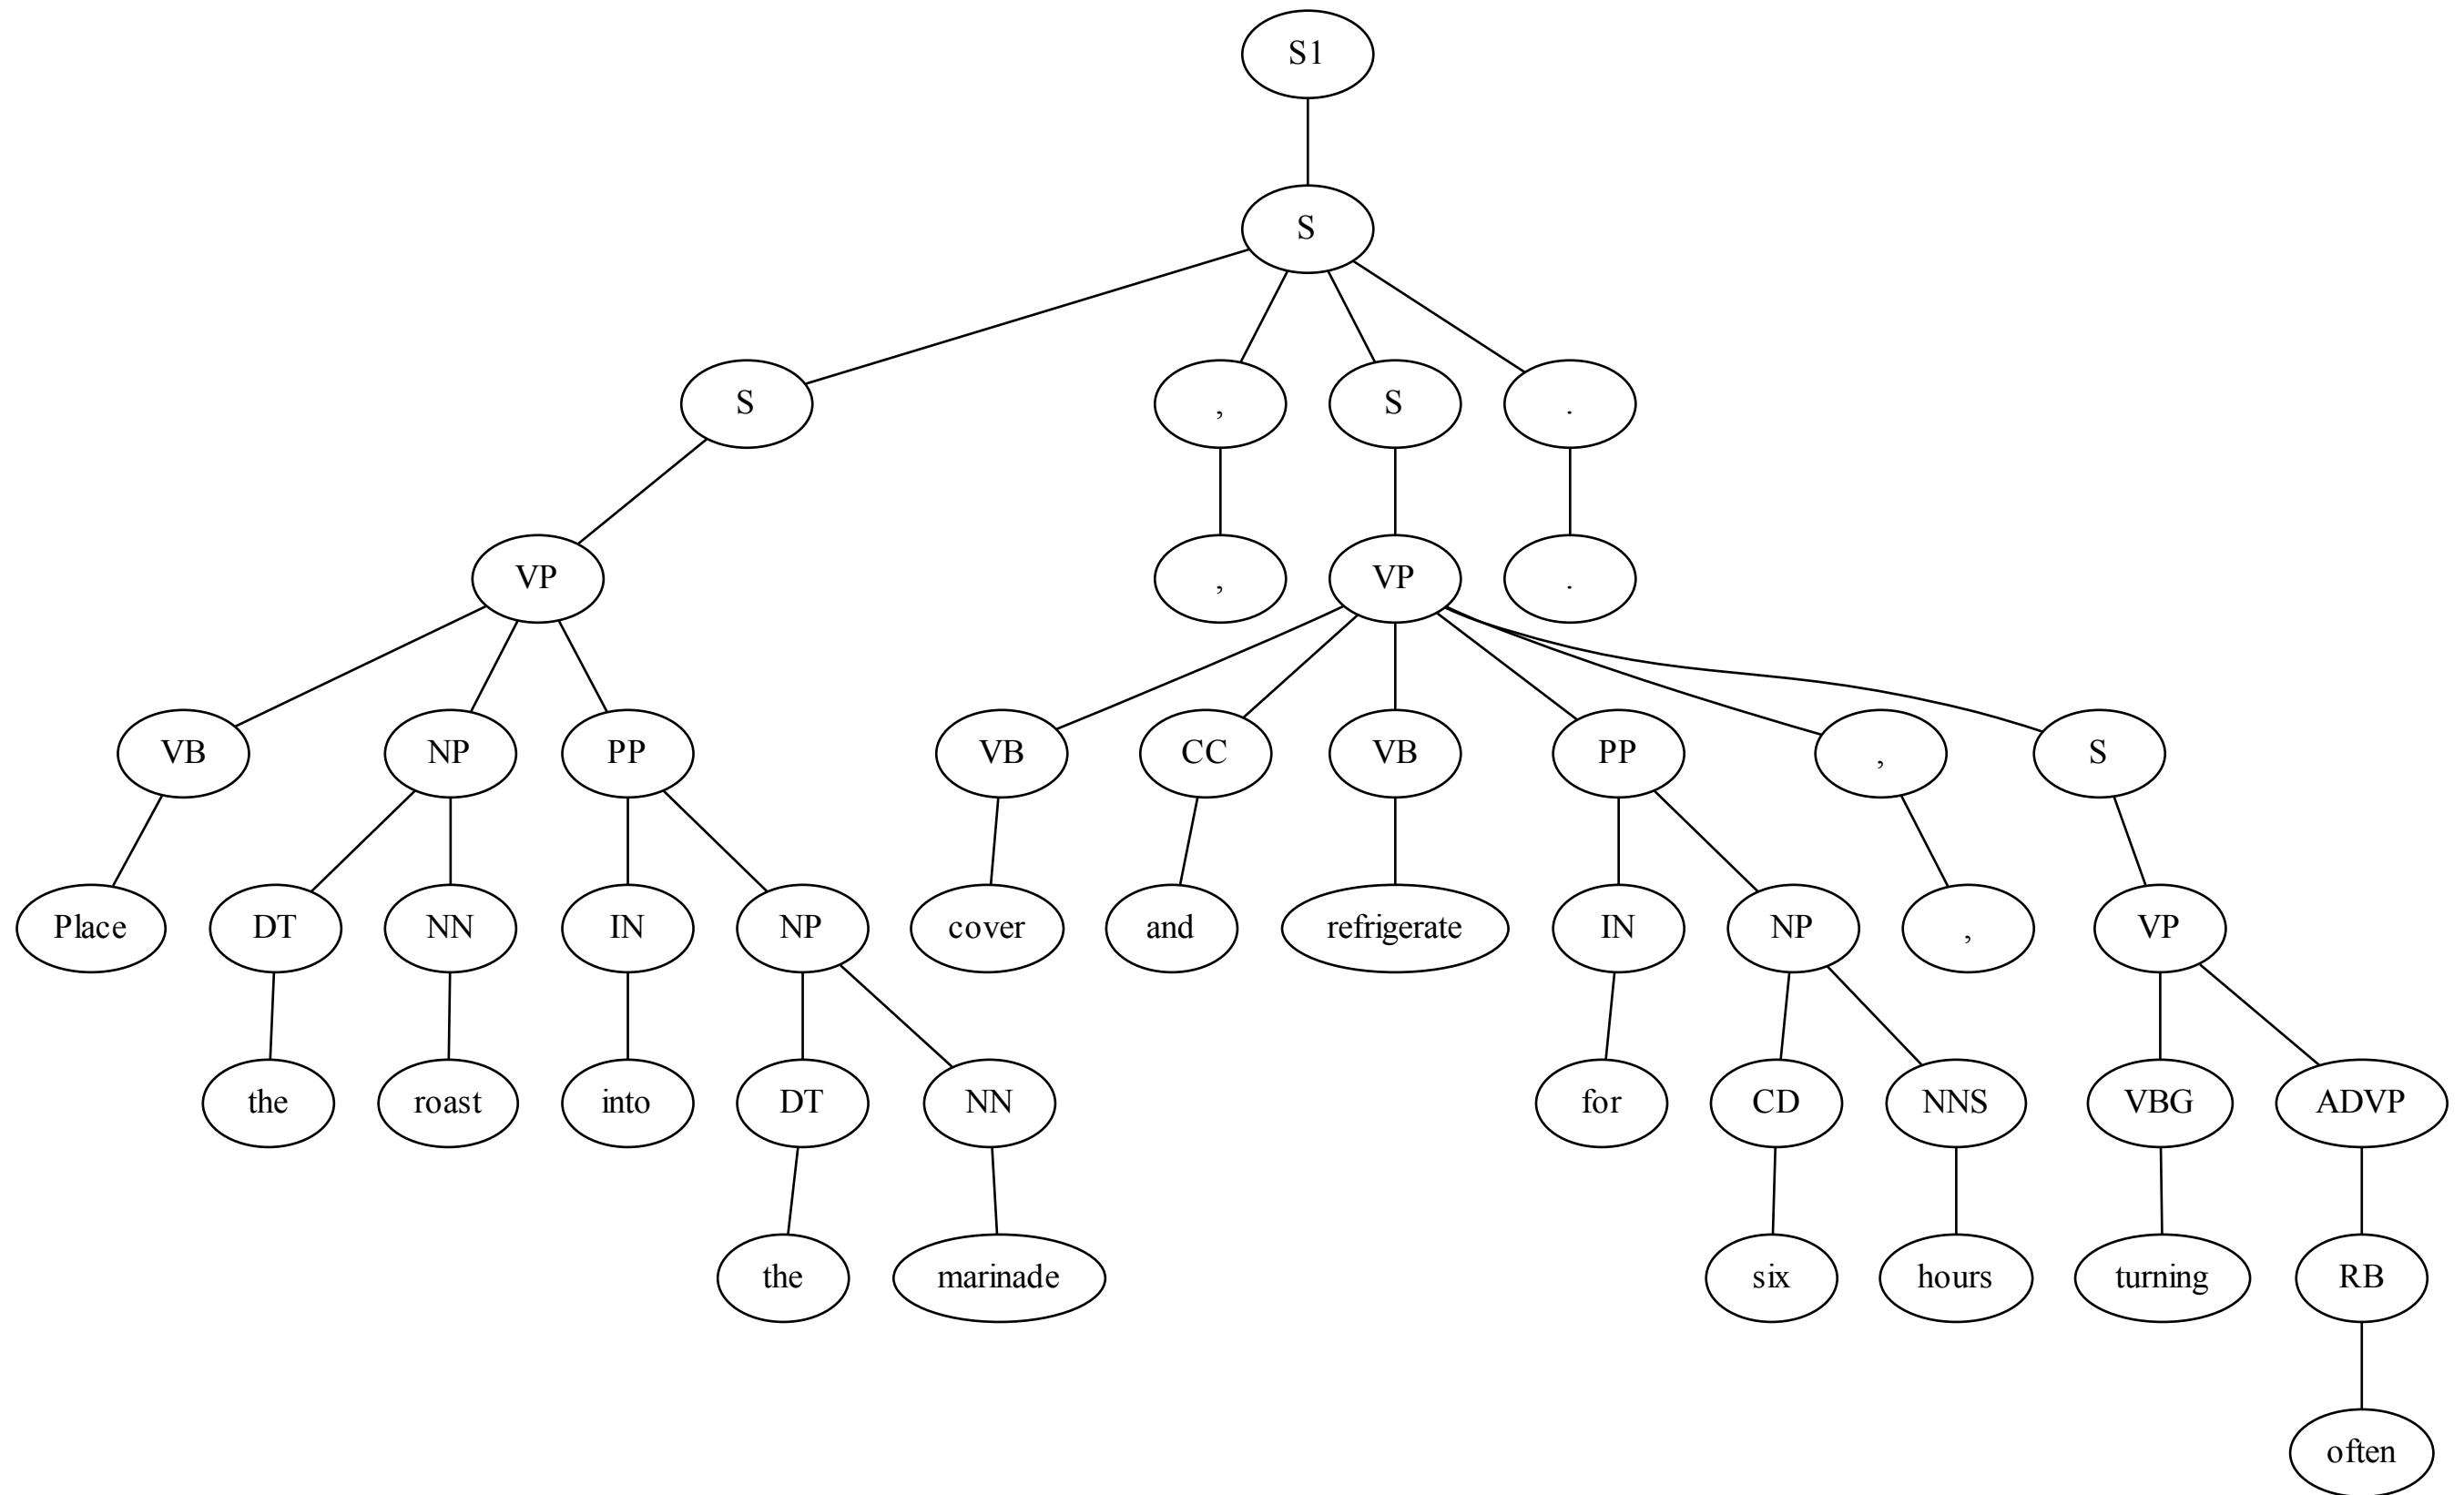 S1
S
S , S .
VP , VP .
VB NP PP VB CC VB PP , S
Place DT NN IN NP cover and refrigerate IN NP , VP
the roast into DT NN for CD NNS VBG ADVP
the marinade six hours turning RB
often